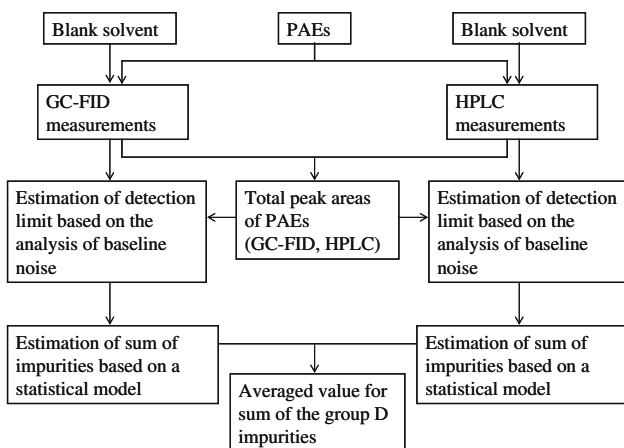 Blank solvent
PAEs
Blank solvent
GC-FID
measurements
HPLC
measurements
Estimation of detection
limit based on the
analysis of baseline
noise
Total peak areas
of PAEs
(GC-FID, HPLC)
Estimation of detection
limit based on the
analysis of baseline
noise
Estimation of sum of
impurities based on a
statistical model
Estimation of sum of
impurities based on a
statistical model
Averaged value for
sum of the group D
impurities